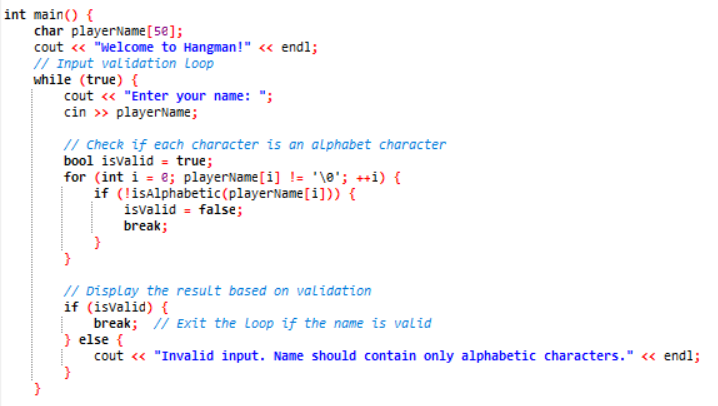 int main() {
    char playerName[50];
    cout << "Welcome to Hangman!" << endl;
    // Input validation loop
    while (true) {
        cout << "Enter your name: ";
        cin >> playerName;

        // Check if each character is an alphabet character
        bool isValid = true;
        for (int i = 0; playerName[i] != '\0'; ++i) {
            if (!isAlphabetic(playerName[i])) {
                isValid = false;
                break;
            }
        }

        // Display the result based on validation
        if (isValid) {
            break;  // Exit the loop if the name is valid
        } else {
            cout << "Invalid input. Name should contain only alphabetic characters." << endl;
        }
    }